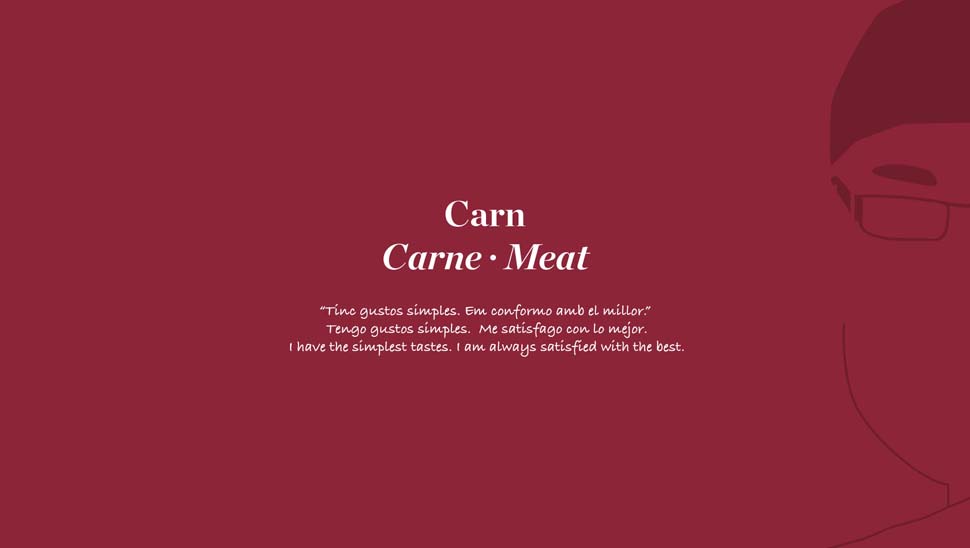 Carn
Carne · Meat
“Tinc gustos simples. Em conformo amb el millor.”
Tengo gustos simples.  Me satisfago con lo mejor.
I have the simplest tastes. I am always satisfied with the best.